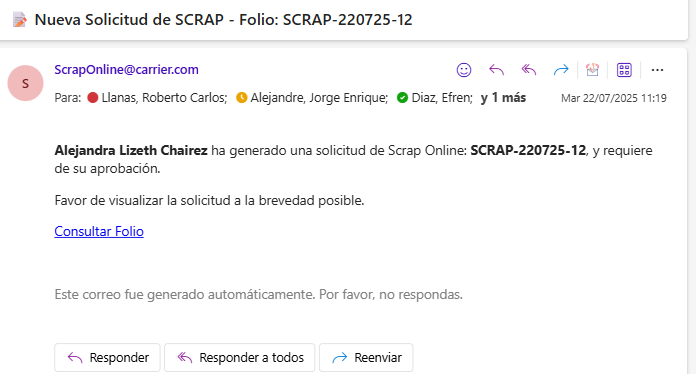 Nueva Solicitud de SCRAP - Folio: SCRAP-220725-12
S
ScrapOnline@carrier.com
Para: Llanas, Roberto Carlos; Alejandre, Jorge Enrique; Diaz, Efren; y 1 más
Mar 22/07/2025 11:19
Alejandra Lizeth Chairez ha generado una solicitud de Scrap Online: SCRAP-220725-12, y requiere
de su aprobación.
Favor de visualizar la solicitud a la brevedad posible.
Consultar Folio
Este correo fue generado automáticamente. Por favor, no respondas.
Responder
Responder a todos
Reenviar